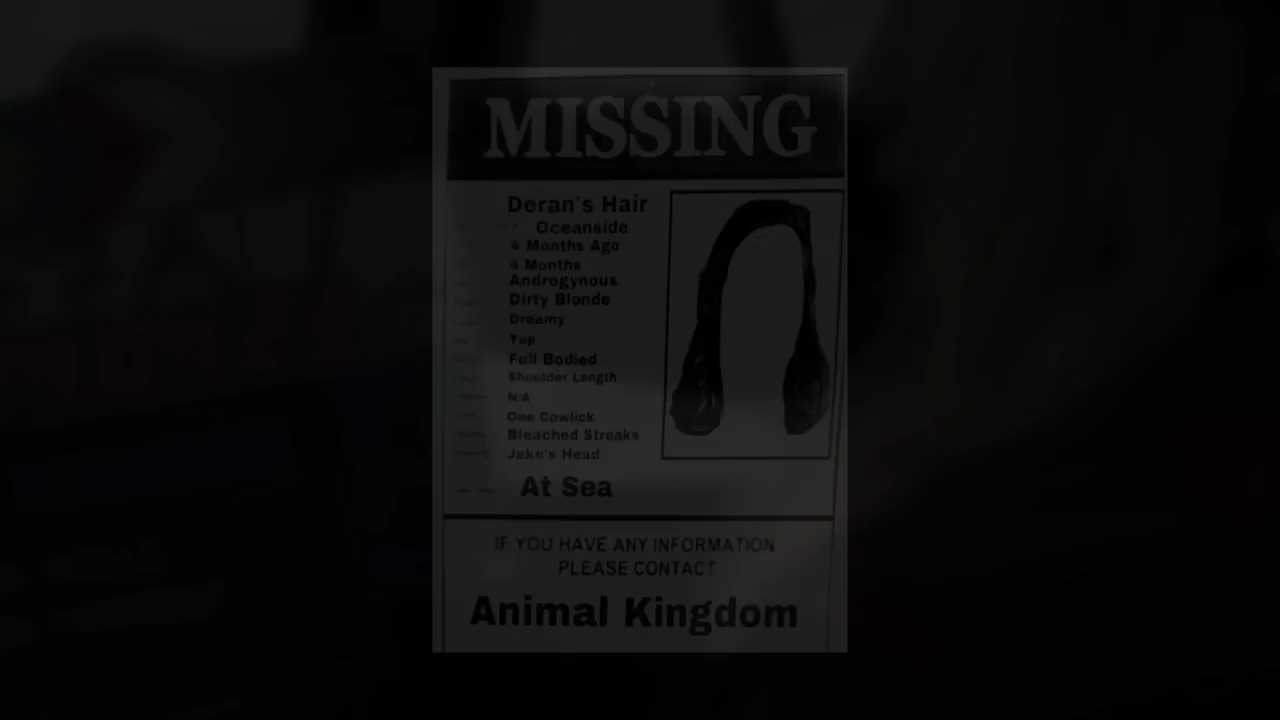 MISSING
Deran's Hair
Oceanside
4 Months Ago
4 Months
Androgynous
Dirty Blonde
Dreamy
Yup
Full Bodied
Shoulder Length
N/A
One Cowlick
Bleached Streaks
Jake's Head
At Sea
IF YOU HAVE ANY INFORMATION
PLEASE CONTACT
Animal Kingdom